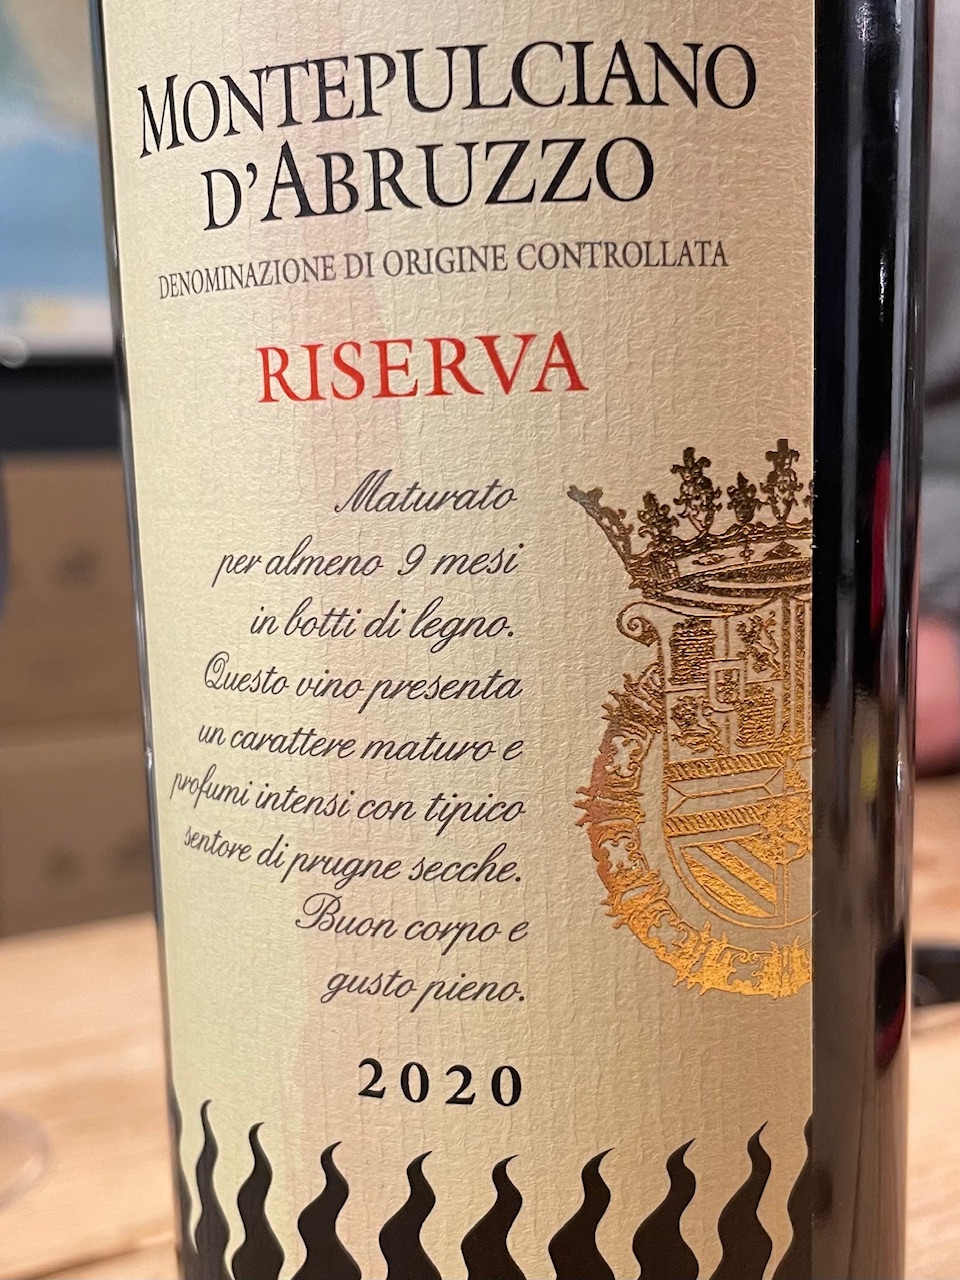 MONTEPULCIANO
D'ABRUZZO
DENOMINAZIONE DI ORIGINE CONTROLLATA
RISERVA
Maturato
per almeno 9 mesi
in botti di legno.
Questo vino presenta
un carattere maturo e
profumi intensi con tipico
sentore di prugne secche.
Buon corpo e
gusto pieno.
2020